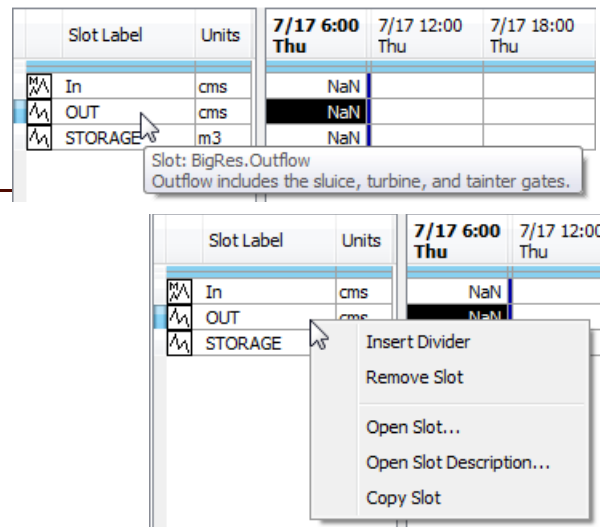 Slot Label Units 7/17 6:00 Thu 7/17 12:00 Thu 7/17 18:00 Thu
In cms NaN
OUT cms NaN
STORAGE m3 NaN
Slot: BigRes.Outflow
Outflow includes the sluice, turbine, and tainter gates.
Slot Label Units 7/17 6:00 Thu 7/17 12:00 Thu
In cms NaN
OUT cms NaN
STORAGE
Insert Divider
Remove Slot
Open Slot...
Open Slot Description...
Copy Slot